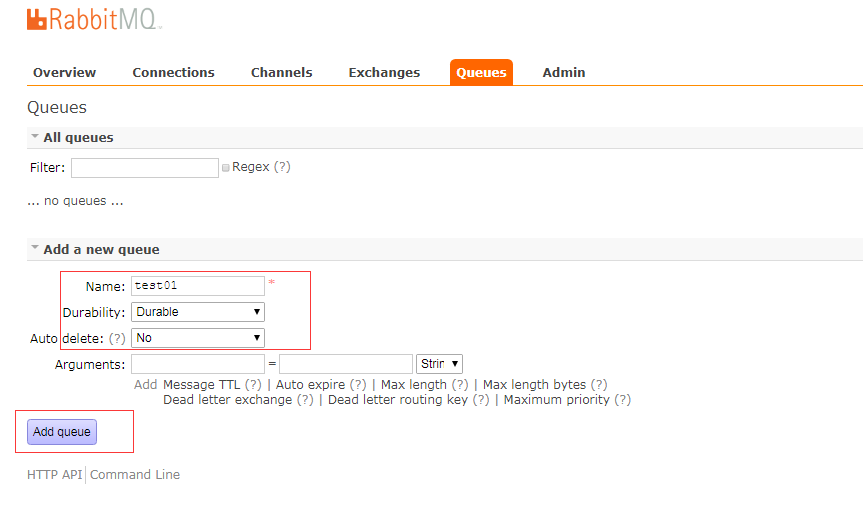 RabbitMQ
Overview Connections Channels Exchanges Queues Admin
Queues
All queues
Filter: Regex (?)
... no queues ...
Add a new queue
Name: test01 *
Durability: Durable
Auto delete: (?) No
Arguments: = Strin
Add Message TTL (?) | Auto expire (?) | Max length (?) | Max length bytes (?)
Dead letter exchange (?) | Dead letter routing key (?) | Maximum priority (?)
Add queue
HTTP API Command Line